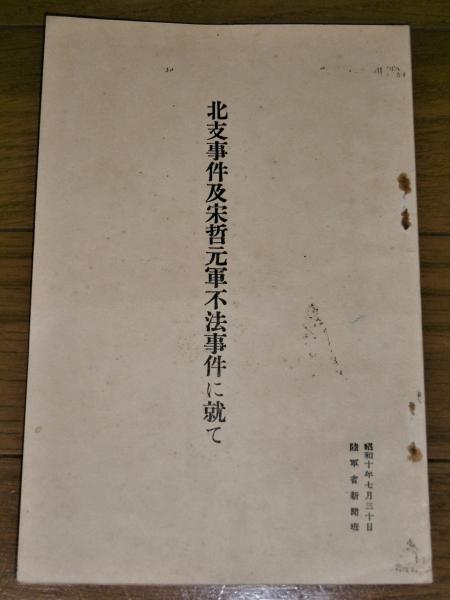 北支事件及宋哲元軍不法事件に就て
昭和十年七月三十日
陸軍省新聞班